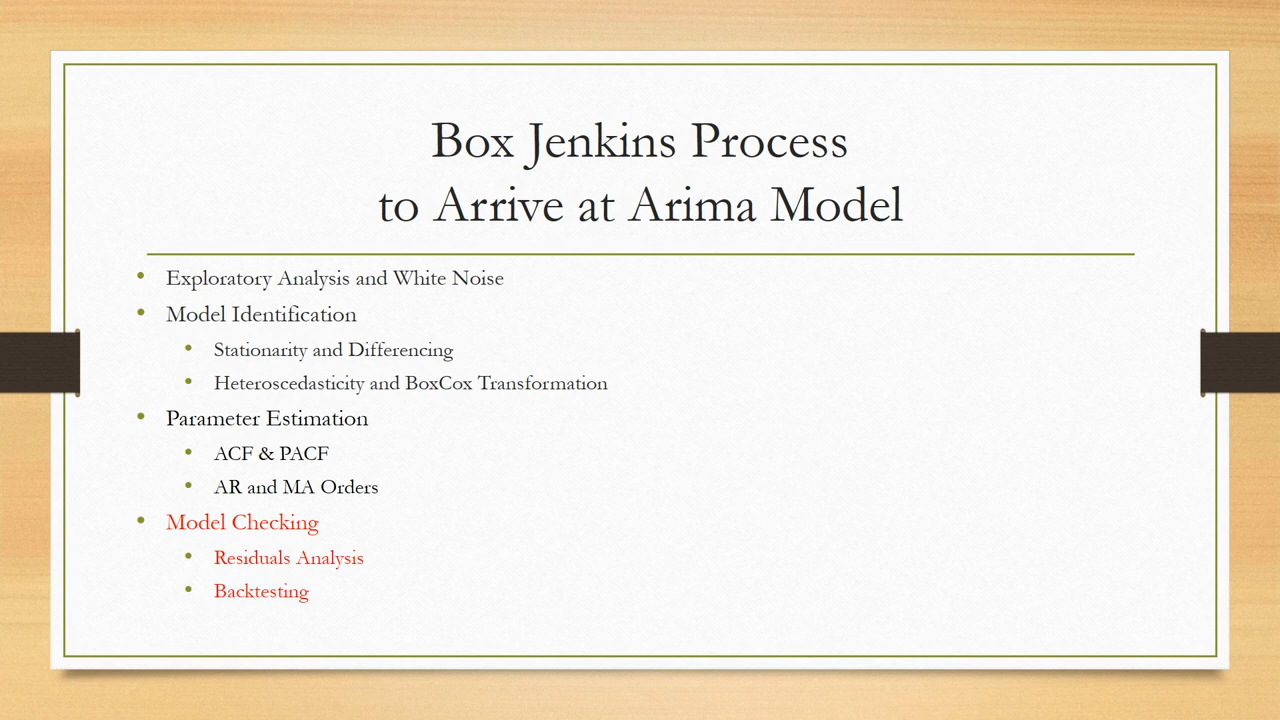 Box Jenkins Process
to Arrive at Arima Model
• Exploratory Analysis and White Noise
• Model Identification
• Stationarity and Differencing
• Heteroscedasticity and BoxCox Transformation
• Parameter Estimation
• ACF & PACF
• AR and MA Orders
• Model Checking
• Residuals Analysis
• Backtesting